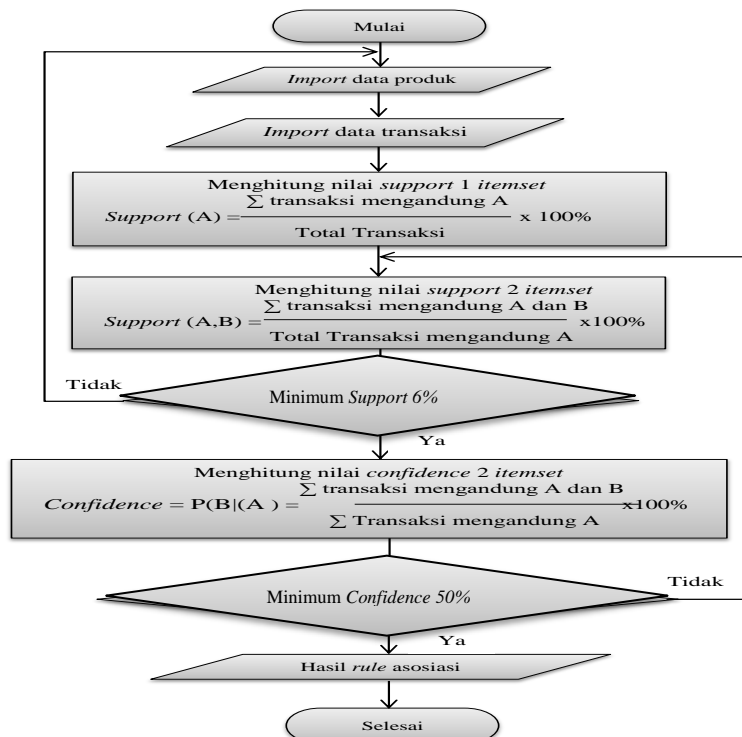 Mulai
Import data produk
Import data transaksi
Menghitung nilai support 1 itemset
∑ transaksi mengandung A
Support (A) = x 100%
Total Transaksi
Menghitung nilai support 2 itemset
∑ transaksi mengandung A dan B
Support (A,B) = x100%
Total Transaksi mengandung A
Tidak
Minimum Support 6%
Ya
Menghitung nilai confidence 2 itemset
∑ transaksi mengandung A dan B
Confidence = P(B|(A ) = x100%
∑ Transaksi mengandung A
Tidak
Minimum Confidence 50%
Ya
Hasil rule asosiasi
Selesai